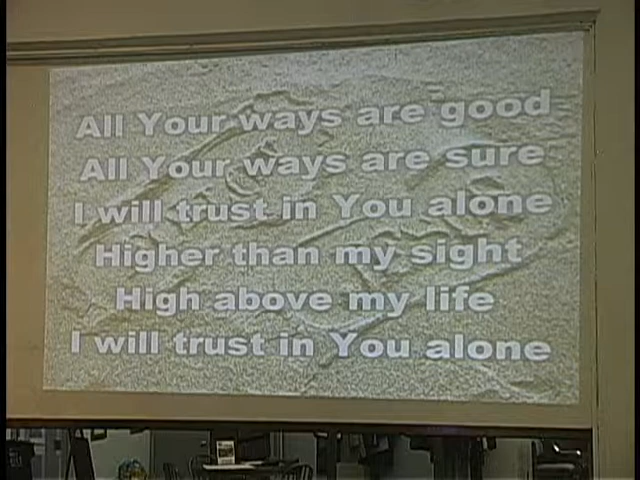 All Your ways are good
All Your ways are sure
I will trust in You alone
Higher than my sight
High above my life
I will trust in You alone